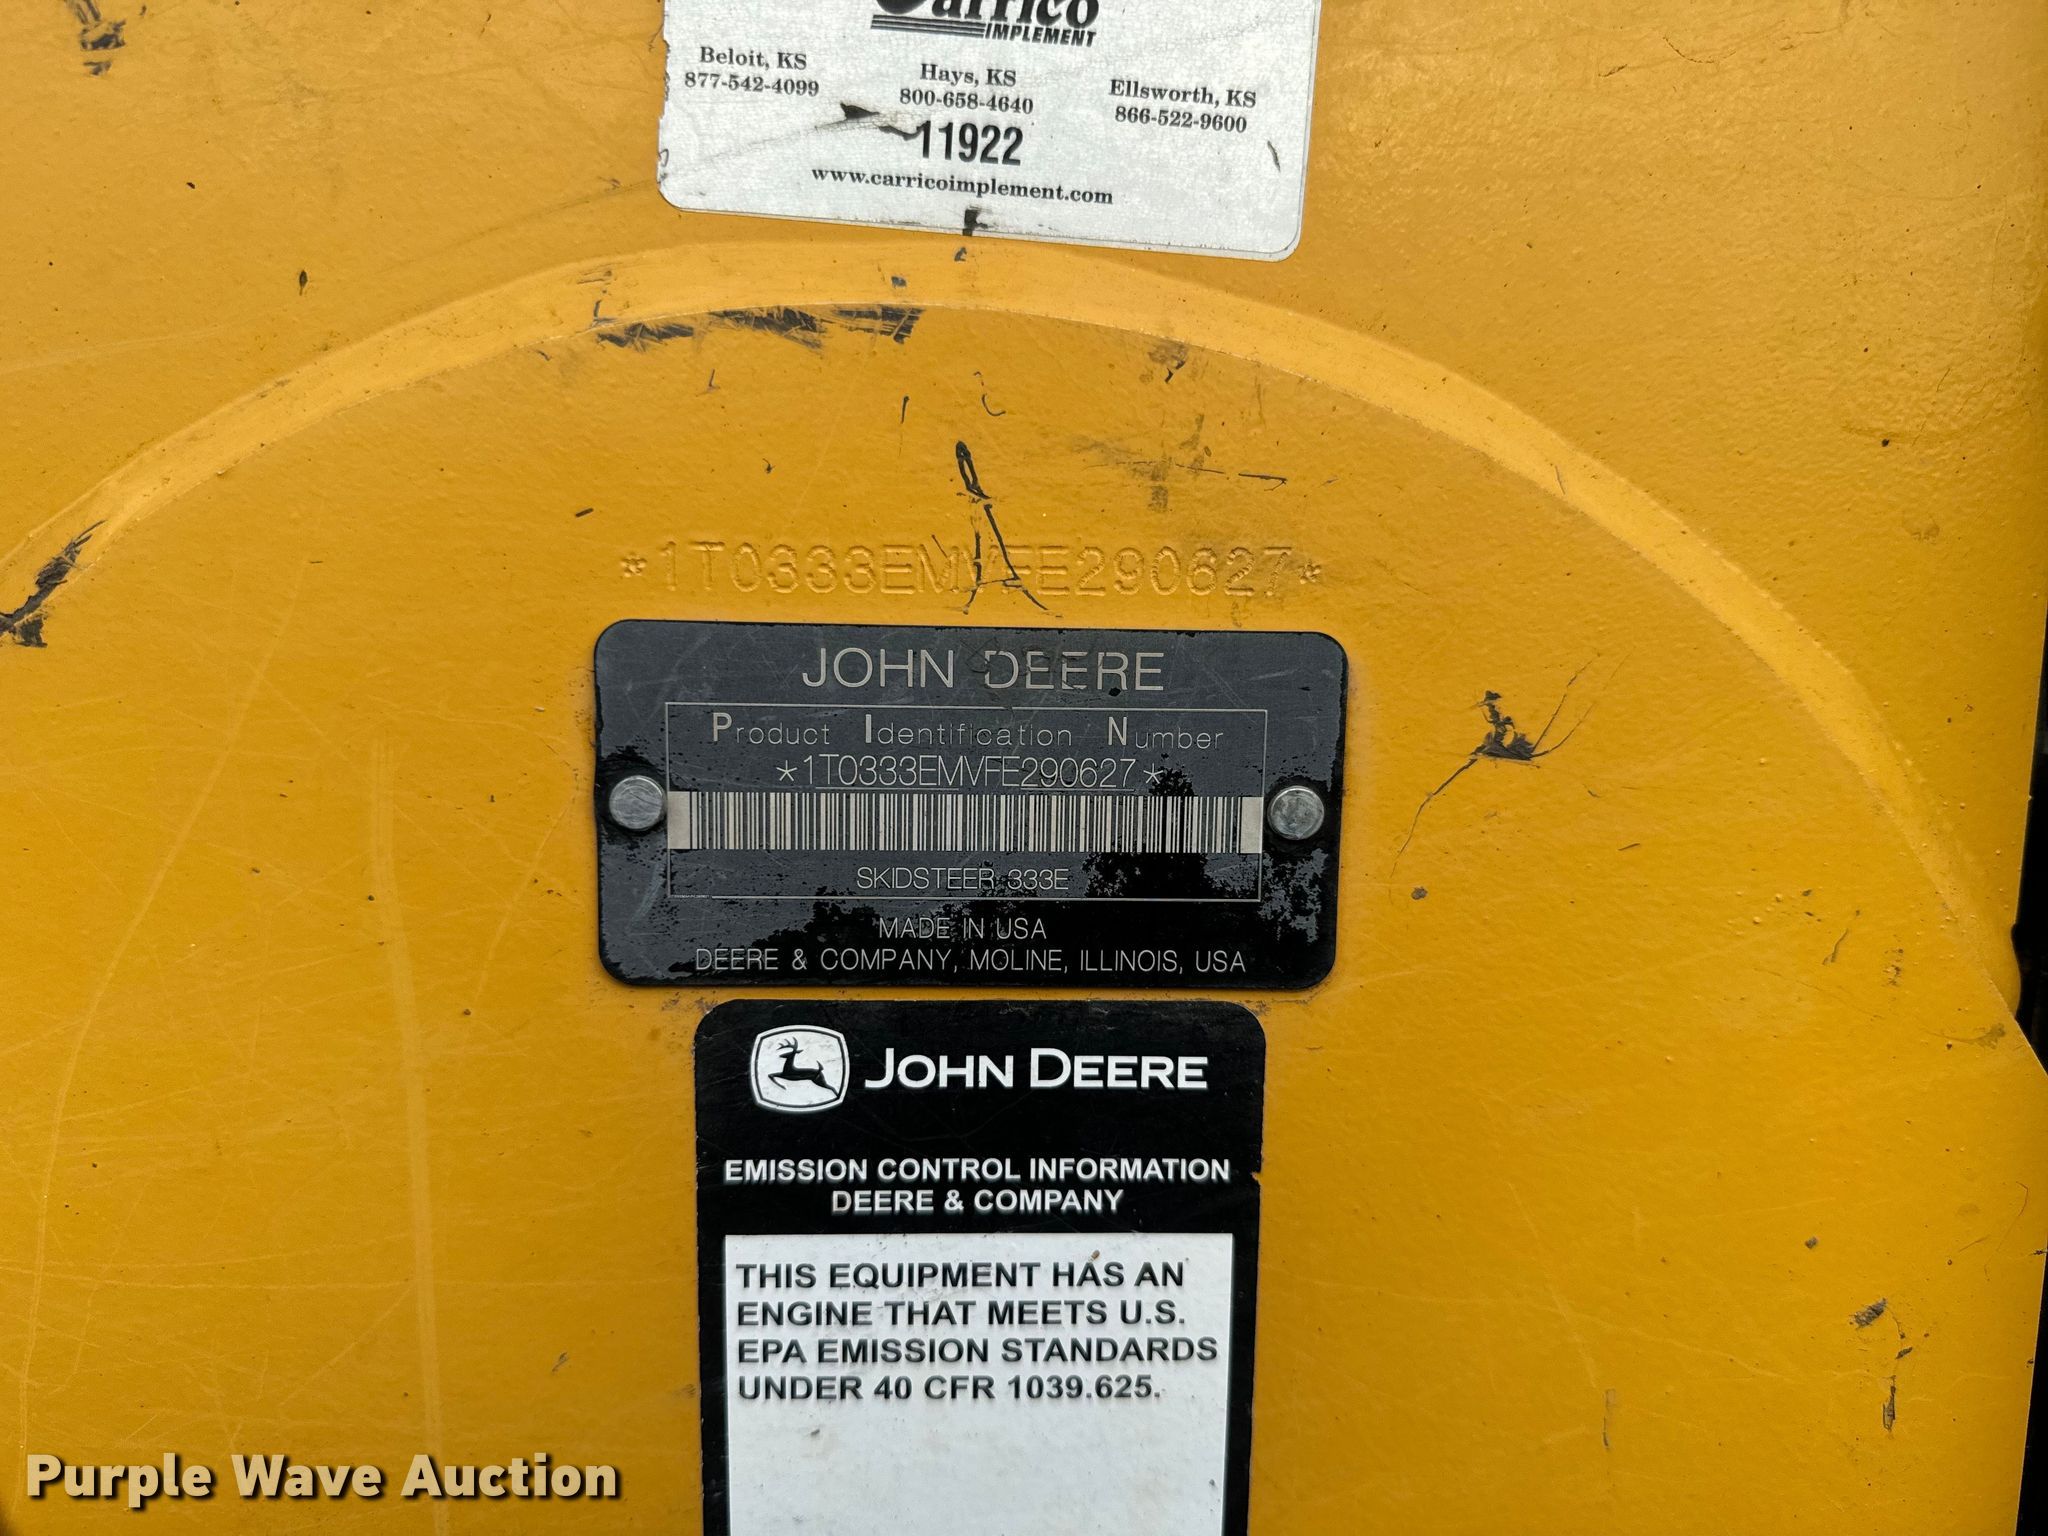 Carrico
IMPLEMENT
Beloit, KS
877-542-4099
Hays, KS
800-658-4640
Ellsworth, KS
866-522-9600
11922
www.carricoimplement.com
*1T0333EMVFE290627*
JOHN DEERE
Product Identification Number
*1T0333EMVFE290627*
SKIDSTEER 333E
MADE IN USA
DEERE & COMPANY, MOLINE, ILLINOIS, USA
JOHN DEERE
EMISSION CONTROL INFORMATION
DEERE & COMPANY
THIS EQUIPMENT HAS AN
ENGINE THAT MEETS U.S.
EPA EMISSION STANDARDS
UNDER 40 CFR 1039.625.
Purple Wave Auction